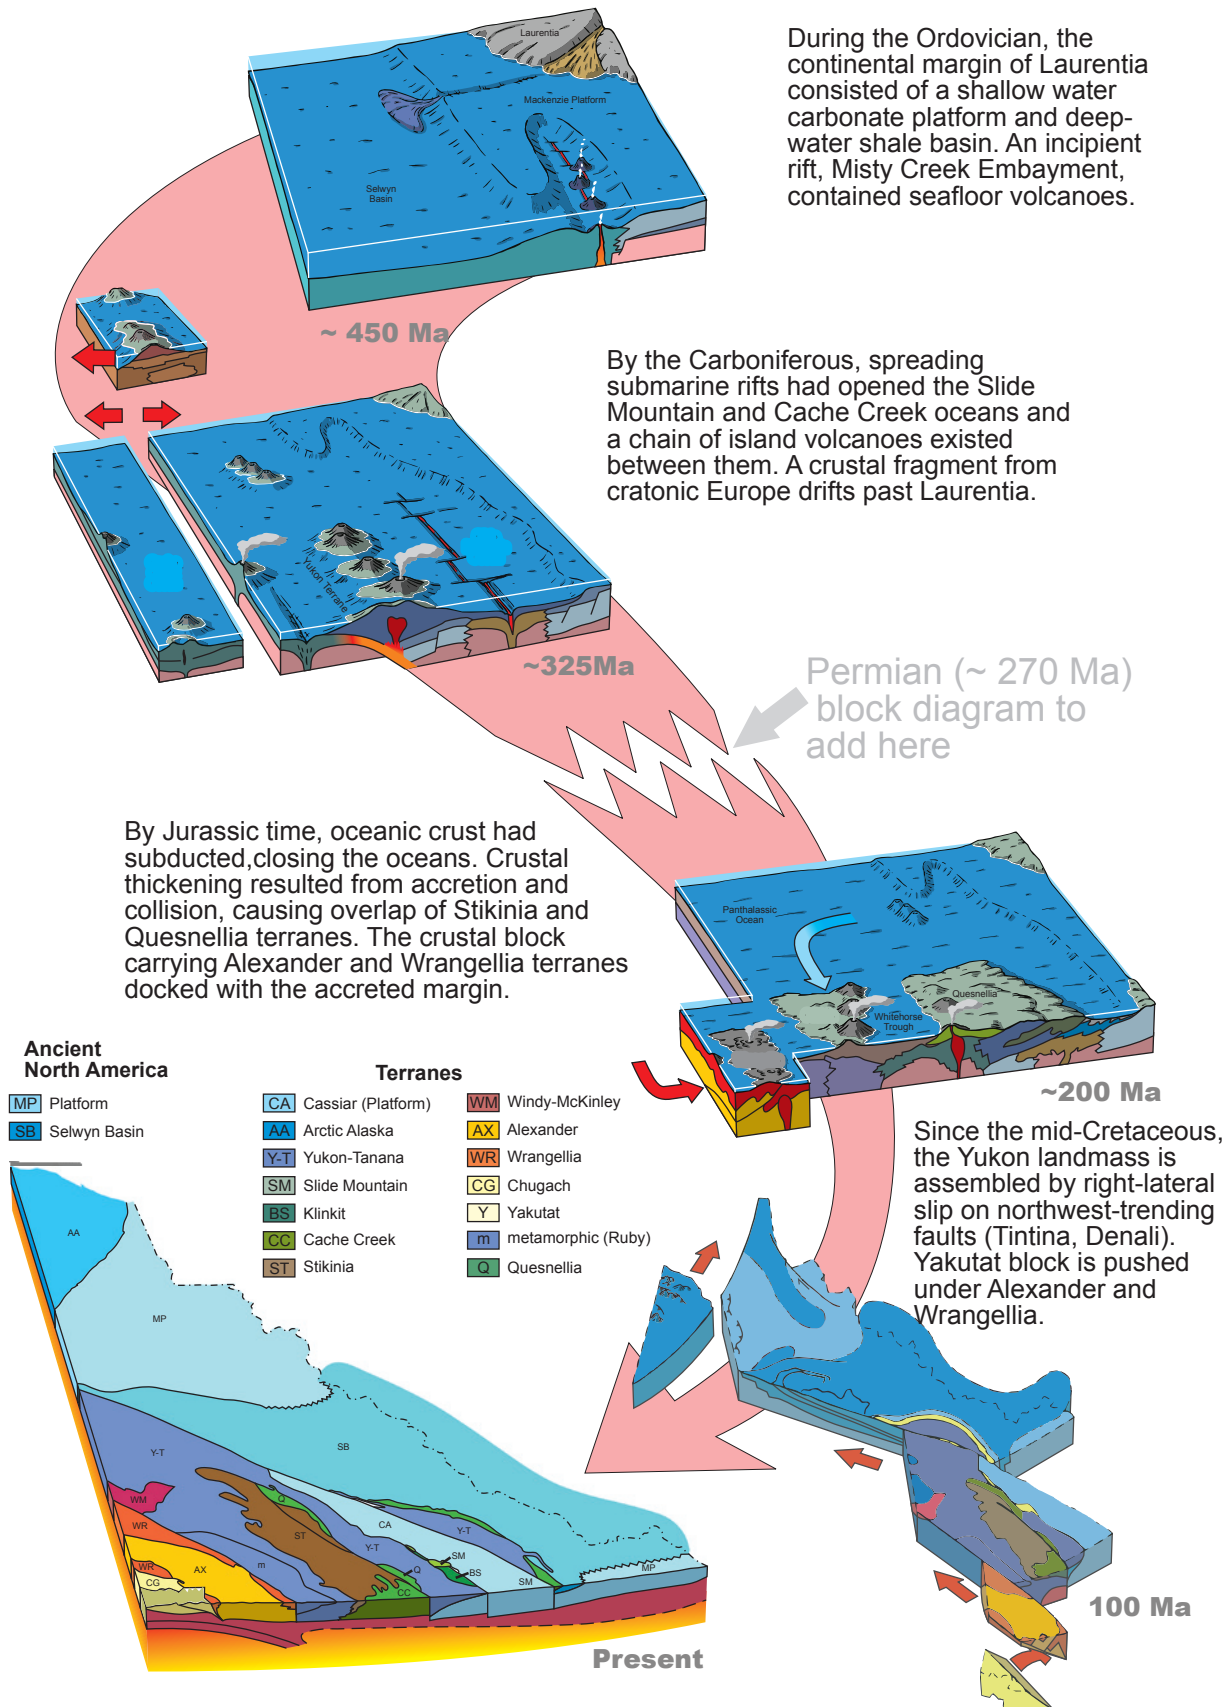 Laurentia
Mackenzie Platform
Selwyn
Basin
~ 450 Ma
During the Ordovician, the
continental margin of Laurentia
consisted of a shallow water
carbonate platform and deep-
water shale basin. An incipient
rift, Misty Creek Embayment,
contained seafloor volcanoes.
By the Carboniferous, spreading
submarine rifts had opened the Slide
Mountain and Cache Creek oceans and
a chain of island volcanoes existed
between them. A crustal fragment from
cratonic Europe drifts past Laurentia.
Yukon Terrane
~325Ma
Permian (~ 270 Ma)
block diagram to
add here
By Jurassic time, oceanic crust had
subducted,closing the oceans. Crustal
thickening resulted from accretion and
collision, causing overlap of Stikinia and
Quesnellia terranes. The crustal block
carrying Alexander and Wrangellia terranes
docked with the accreted margin.
Panthalassic
Ocean
Quesnellia
Whitehorse
Trough
~200 Ma
Ancient
North America
MP Platform
SB Selwyn Basin
Terranes
CA Cassiar (Platform)
AA Arctic Alaska
Y-T Yukon-Tanana
SM Slide Mountain
BS Klinkit
CC Cache Creek
ST Stikinia
WM Windy-McKinley
AX Alexander
WR Wrangellia
CG Chugach
Y Yakutat
m metamorphic (Ruby)
Q Quesnellia
Since the mid-Cretaceous,
the Yukon landmass is
assembled by right-lateral
slip on northwest-trending
faults (Tintina, Denali).
Yakutat block is pushed
under Alexander and
Wrangellia.
100 Ma
AA
MP
SB
Y-T
WM
Q
WR
ST
CA
Y-T
Y-T
SM
WR
AX
m
Q
BS
MP
CG
CC
SM
Present